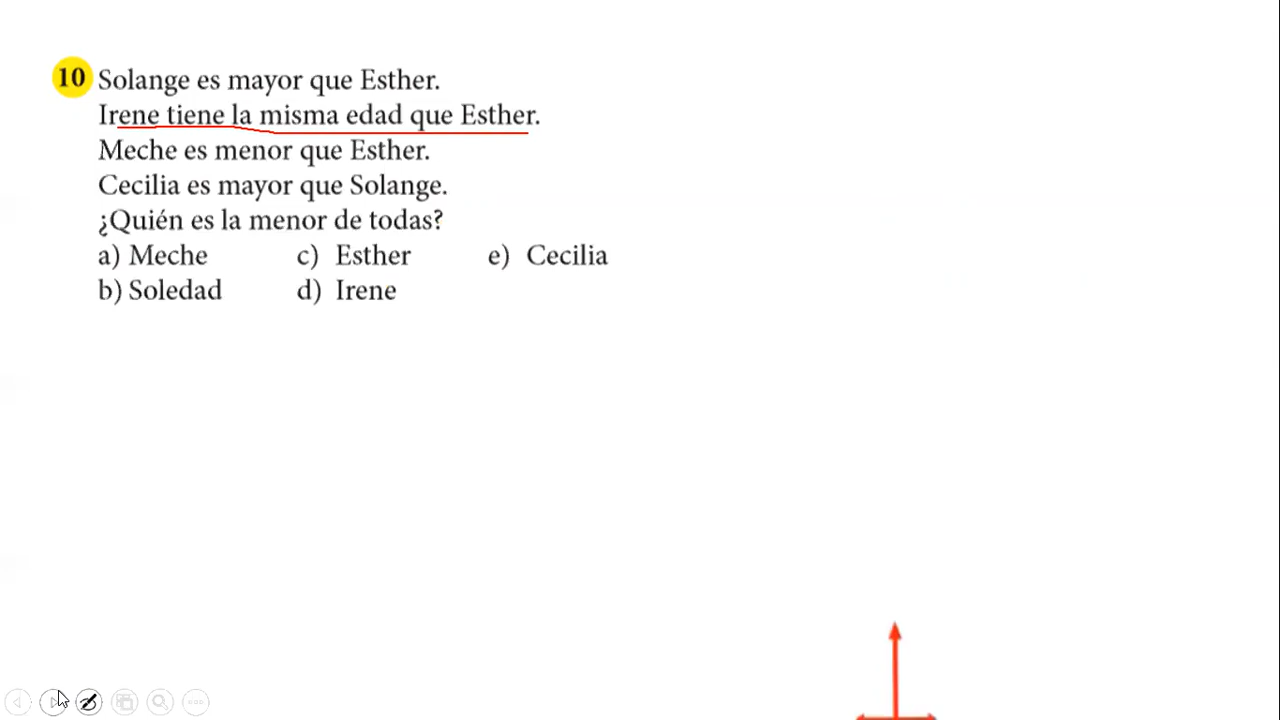 10 Solange es mayor que Esther.
Irene tiene la misma edad que Esther.
Meche es menor que Esther.
Cecilia es mayor que Solange.
¿Quién es la menor de todas?
a) Meche c) Esther e) Cecilia
b) Soledad d) Irene